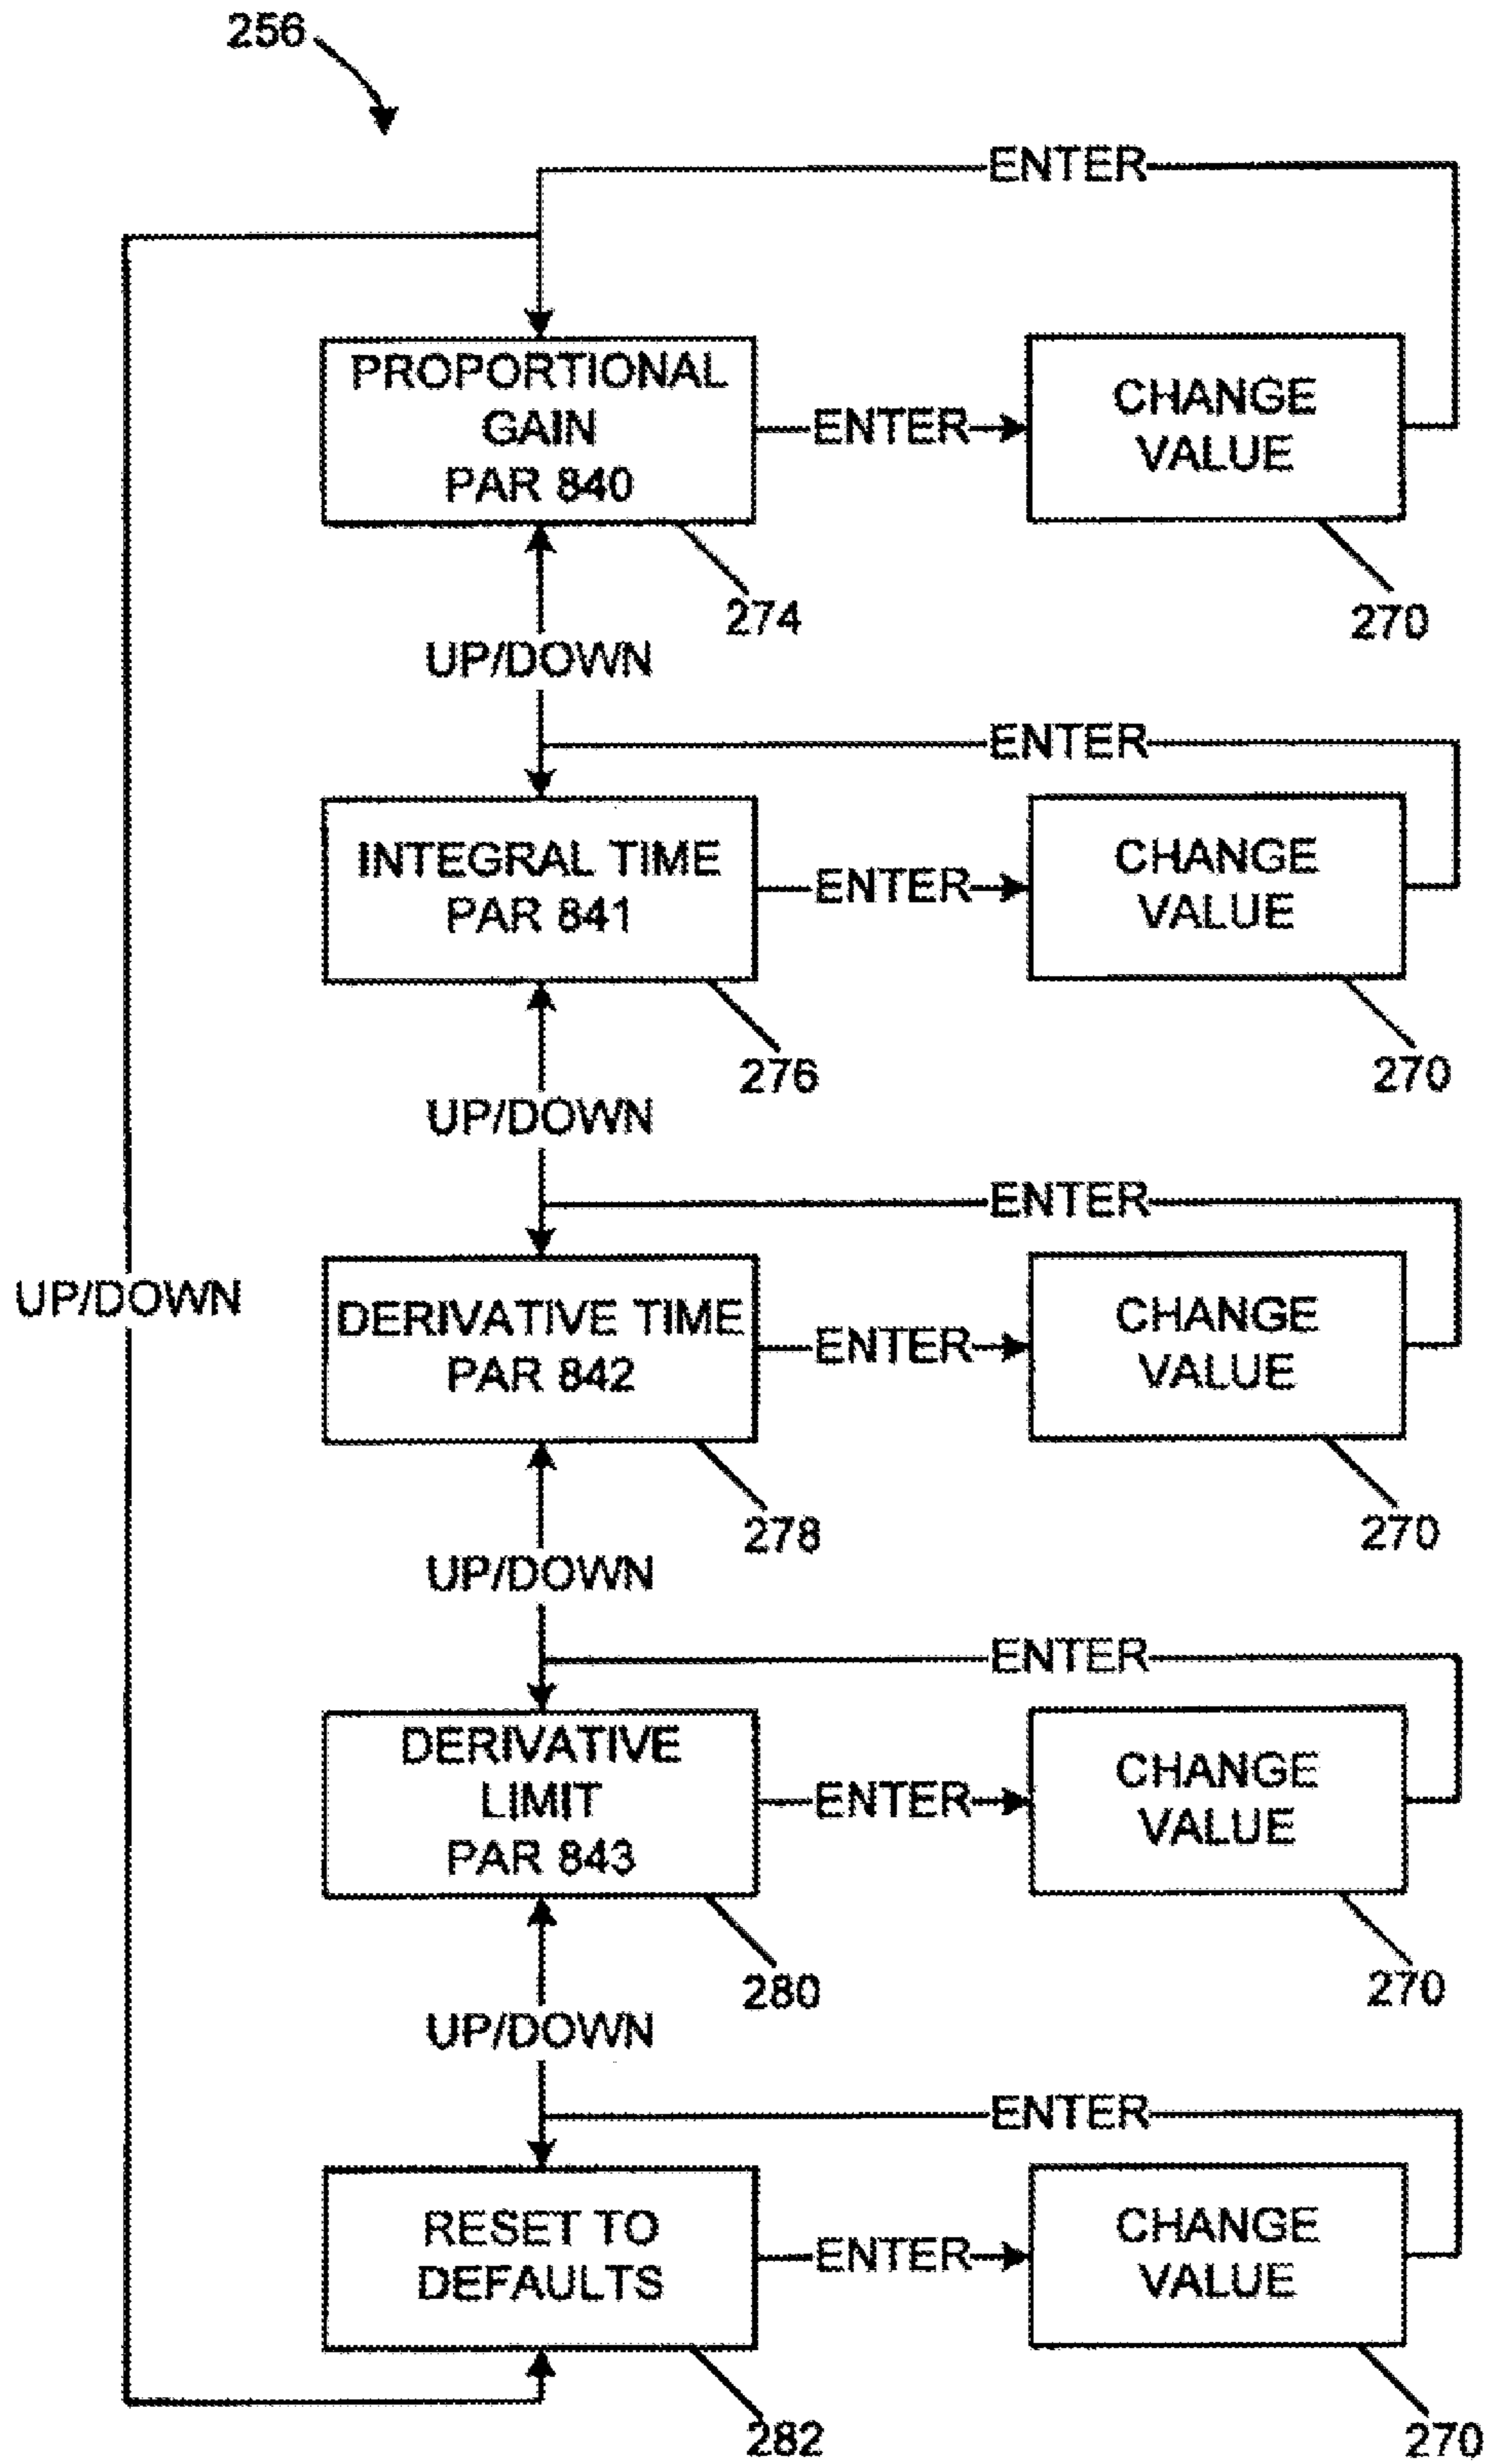 256
ENTER
PROPORTIONAL
GAIN
PAR 840
ENTER
CHANGE
VALUE
274
270
UP/DOWN
ENTER
INTEGRAL TIME
PAR 841
ENTER
CHANGE
VALUE
276
270
UP/DOWN
ENTER
UP/DOWN
DERIVATIVE TIME
PAR 842
ENTER
CHANGE
VALUE
278
270
UP/DOWN
ENTER
DERIVATIVE
LIMIT
PAR 843
ENTER
CHANGE
VALUE
280
270
UP/DOWN
ENTER
RESET TO
DEFAULTS
ENTER
CHANGE
VALUE
282
270